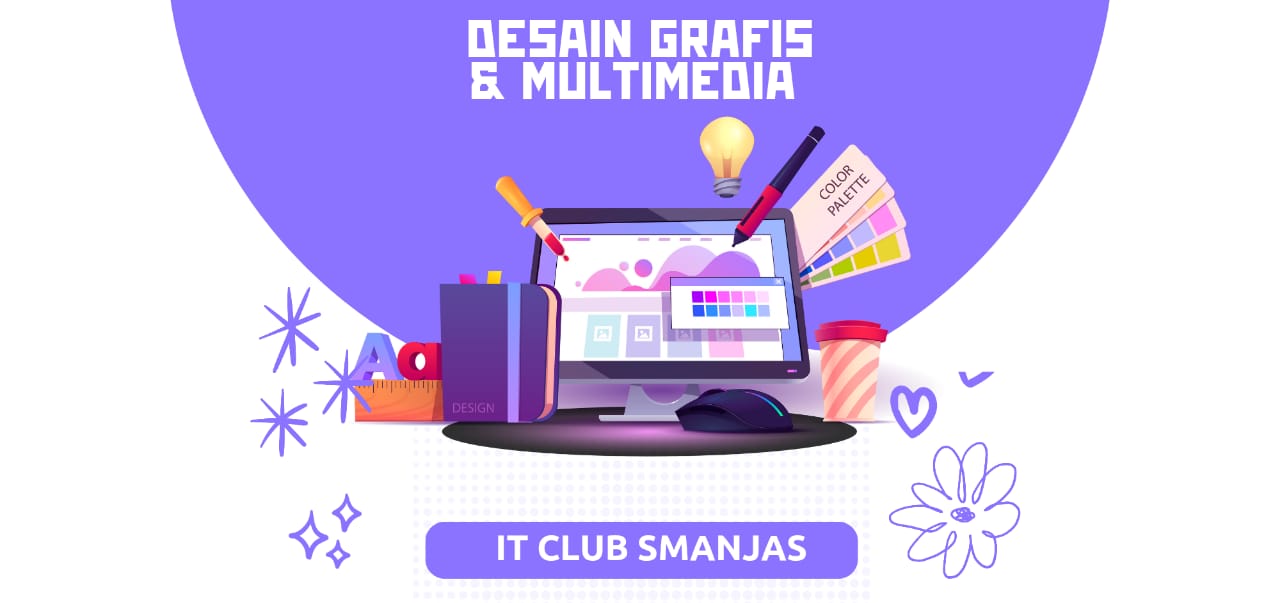 DESAIN GRAFIS
& MULTIMEDIA
COLOR
PALETTE
Aa
DESIGN
IT CLUB SMANJAS